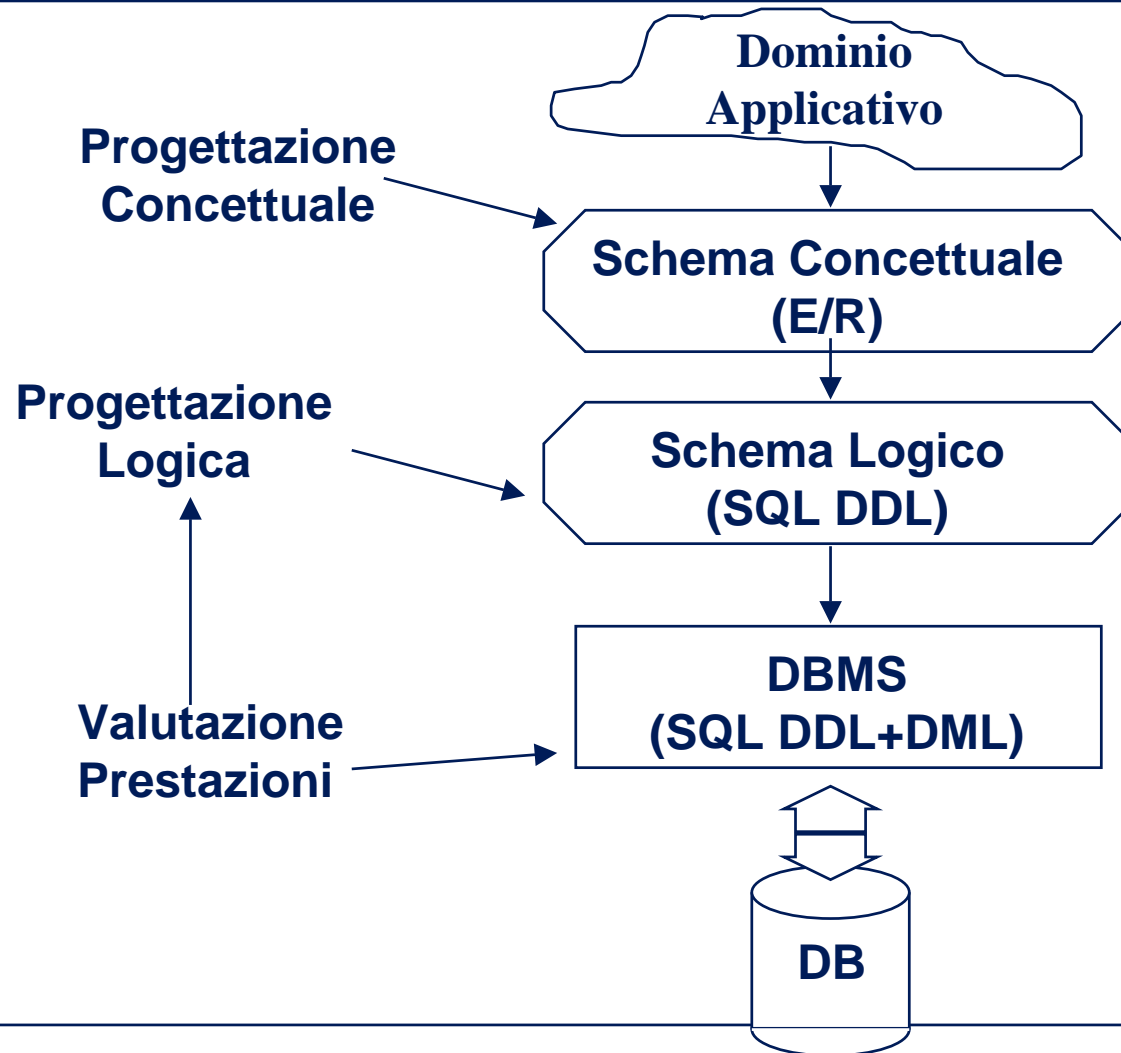 Dominio
Applicativo
Progettazione
Concettuale
Schema Concettuale
(E/R)
Progettazione
Logica
Schema Logico
(SQL DDL)
Valutazione
Prestazioni
DBMS
(SQL DDL+DML)
DB